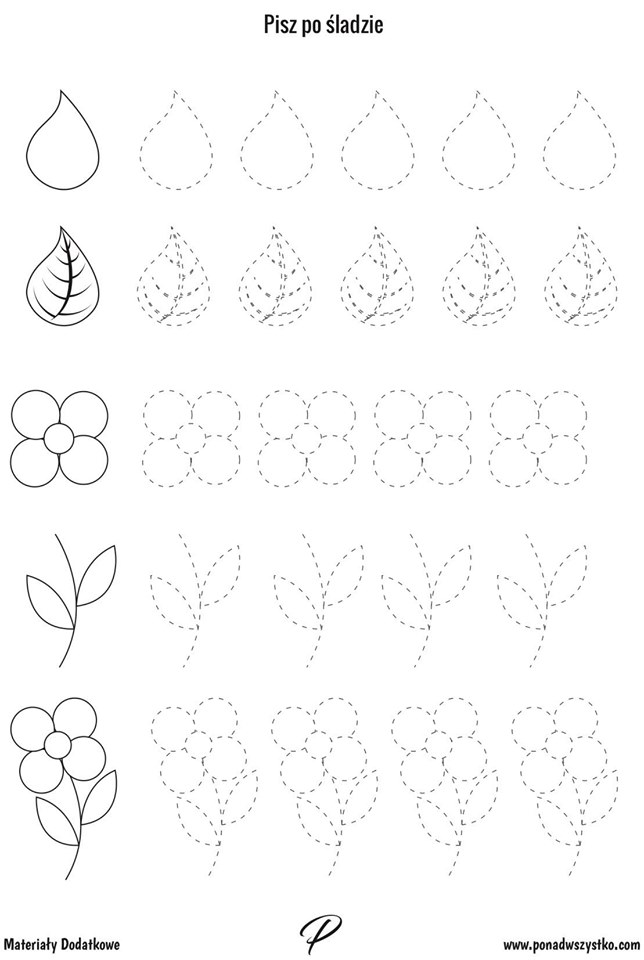 Pisz po śladzie
Materiały Dodatkowe
P
www.ponadwszystko.com